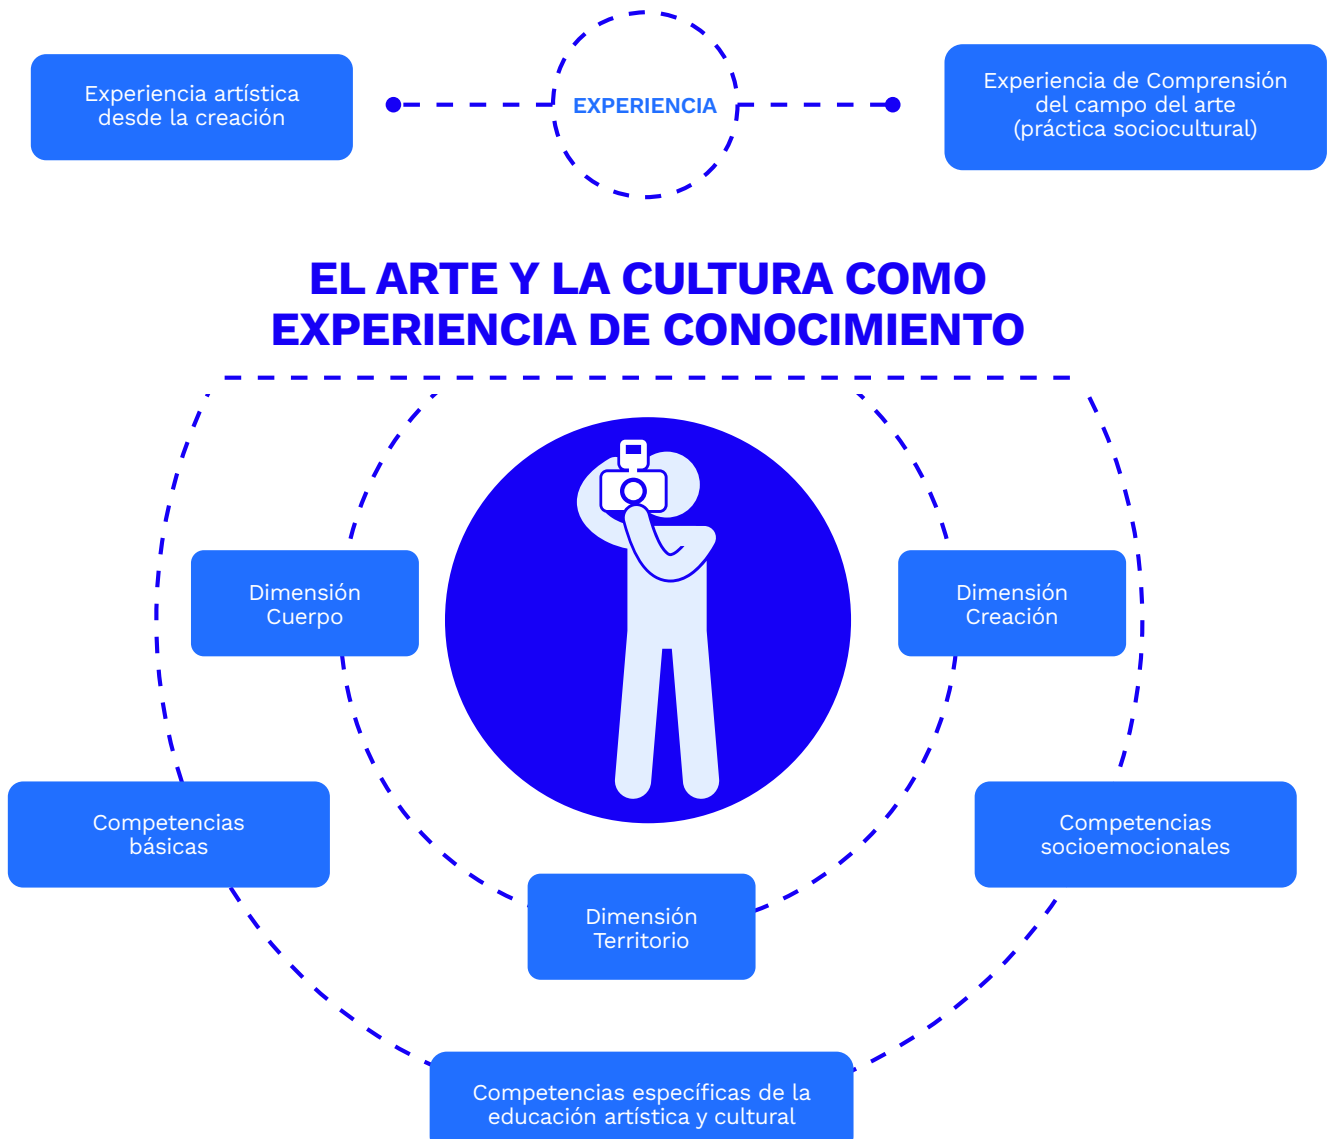 Experiencia artística
desde la creación
EXPERIENCIA
Experiencia de Comprensión
del campo del arte
(práctica sociocultural)
EL ARTE Y LA CULTURA COMO
EXPERIENCIA DE CONOCIMIENTO
Dimensión
Cuerpo
Dimensión
Creación
Competencias
básicas
Competencias
socioemocionales
Dimensión
Territorio
Competencias específicas de la
educación artística y cultural